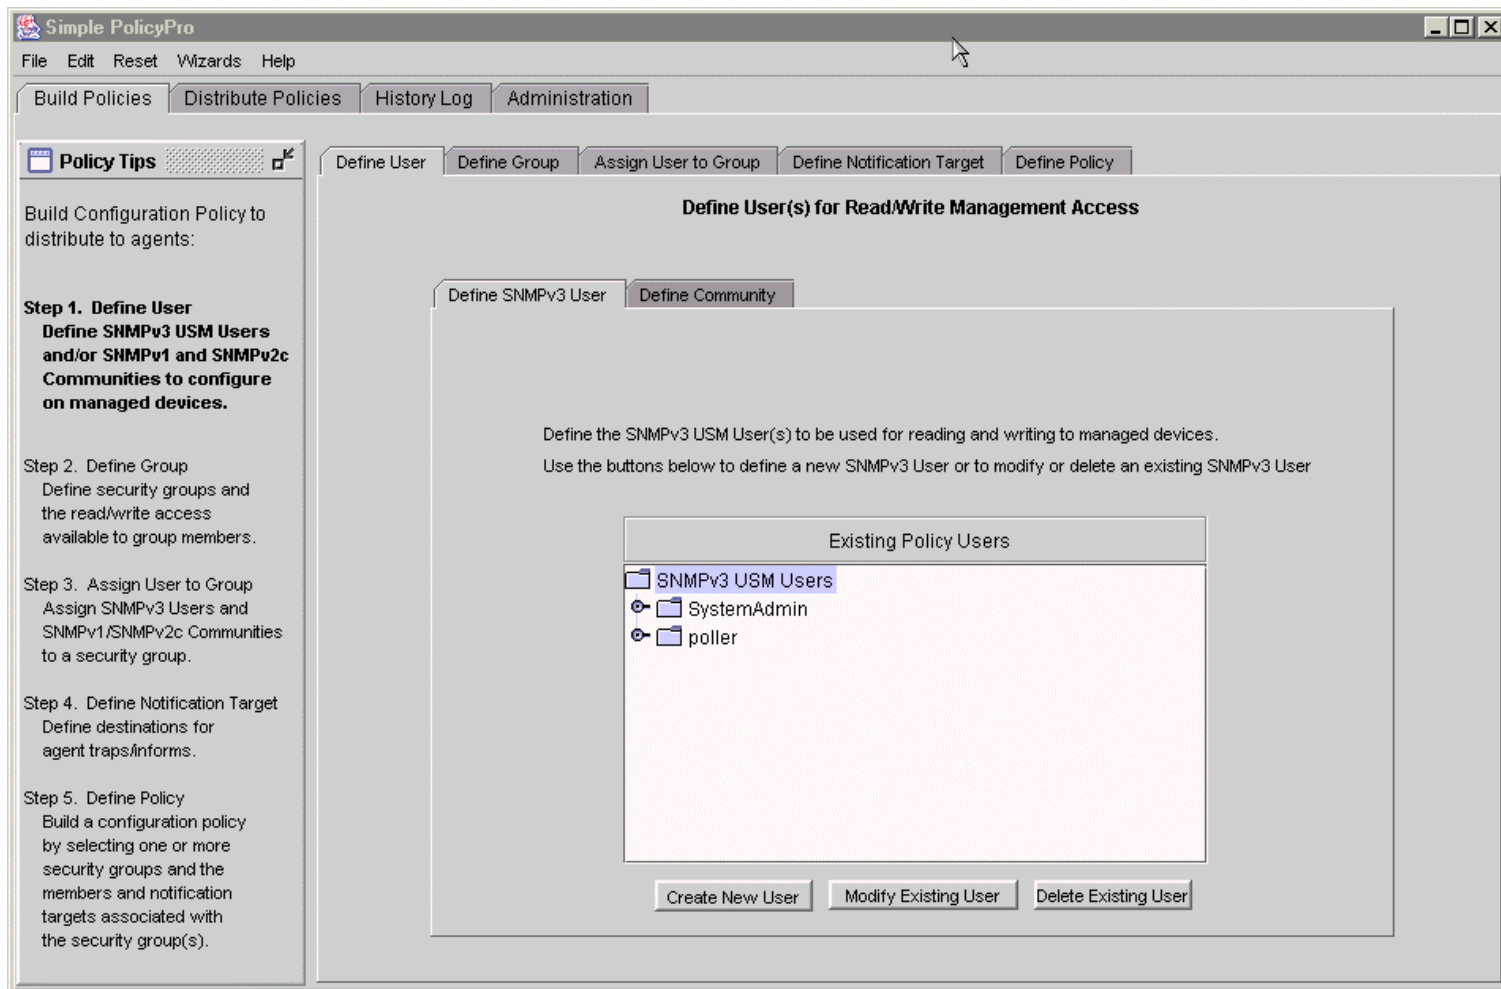 Simple PolicyPro
File Edit Reset Wizards Help
Build Policies Distribute Policies History Log Administration
Policy Tips
Build Configuration Policy to
distribute to agents:
Step 1. Define User
Define SNMPv3 USM Users
and/or SNMPv1 and SNMPv2c
Communities to configure
on managed devices.
Step 2. Define Group
Define security groups and
the read/write access
available to group members.
Step 3. Assign User to Group
Assign SNMPv3 Users and
SNMPv1/SNMPv2c Communities
to a security group.
Step 4. Define Notification Target
Define destinations for
agent traps/informs.
Step 5. Define Policy
Build a configuration policy
by selecting one or more
security groups and the
members and notification
targets associated with
the security group(s).
Define User Define Group Assign User to Group Define Notification Target Define Policy
Define User(s) for Read/Write Management Access
Define SNMPv3 User Define Community
Define the SNMPv3 USM User(s) to be used for reading and writing to managed devices.
Use the buttons below to define a new SNMPv3 User or to modify or delete an existing SNMPv3 User
Existing Policy Users
SNMPv3 USM Users
SystemAdmin
poller
Create New User Modify Existing User Delete Existing User